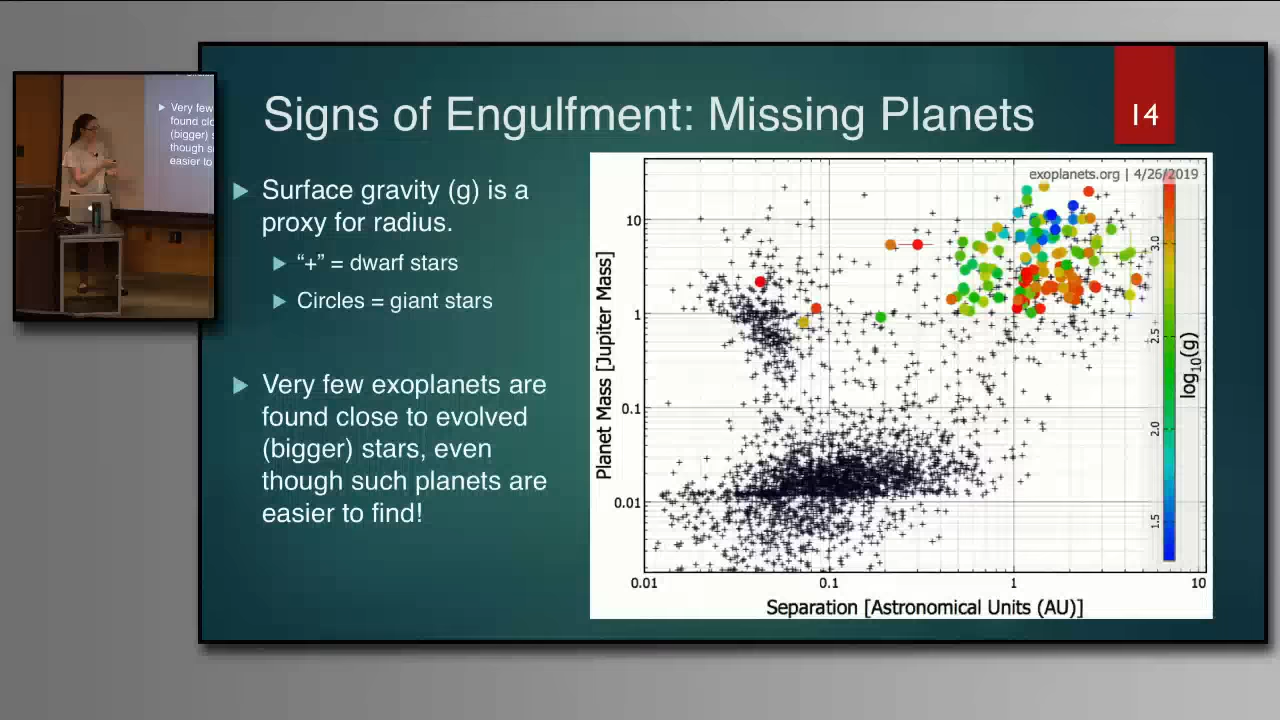 Signs of Engulfment: Missing Planets
14
Surface gravity (g) is a
proxy for radius.
“+” = dwarf stars
Circles = giant stars
Very few exoplanets are
found close to evolved
(bigger) stars, even
though such planets are
easier to find!
Very few
found clo
(bigger) s
though s
easier to
exoplanets.org | 4/26/2019
Planet Mass [Jupiter Mass]
10
1
0.1
0.01
0.01
0.1
1
10
Separation [Astronomical Units (AU)]
3.0
2.5
2.0
1.5
log10(g)